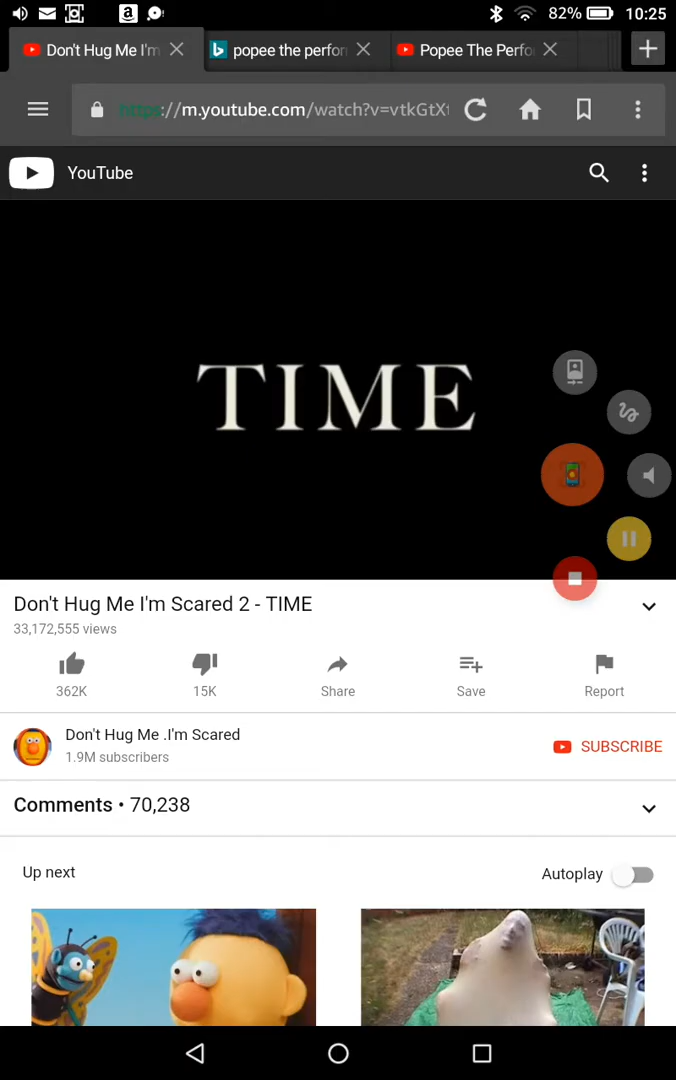 82% 10:25
Don't Hug Me I'm
popee the perfor
Popee The Perfo
https://m.youtube.com/watch?v=vtkGtXt
YouTube
TIME
Don't Hug Me I'm Scared 2 - TIME
33,172,555 views
362K 15K Share Save Report
Don't Hug Me .I'm Scared
1.9M subscribers
SUBSCRIBE
Comments • 70,238
Up next
Autoplay